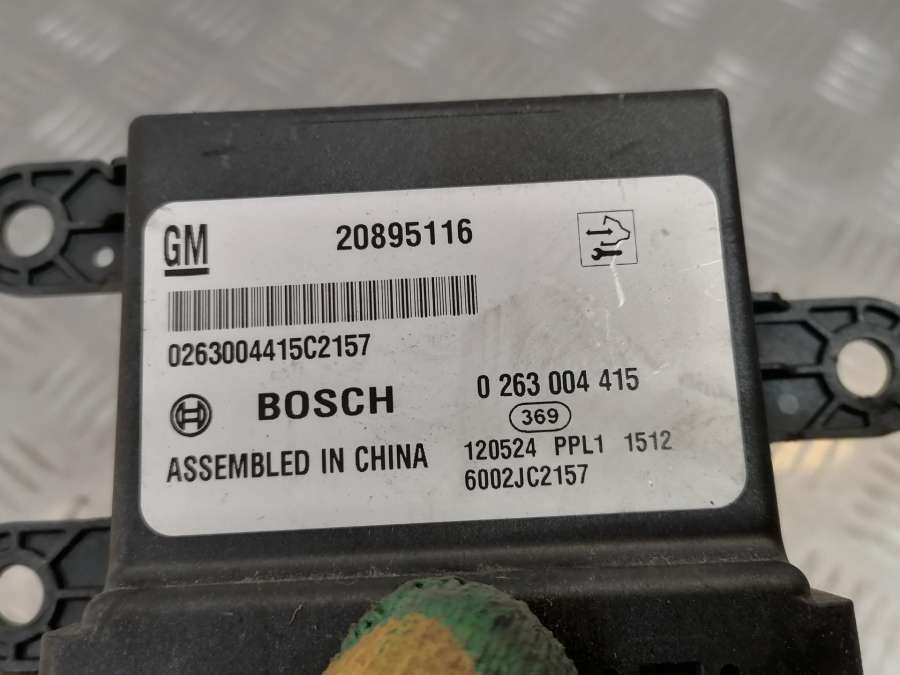 GM 20895116
0263004415C2157
BOSCH 0 263 004 415
369
ASSEMBLED IN CHINA 120524 PPL1 1512
6002JC2157